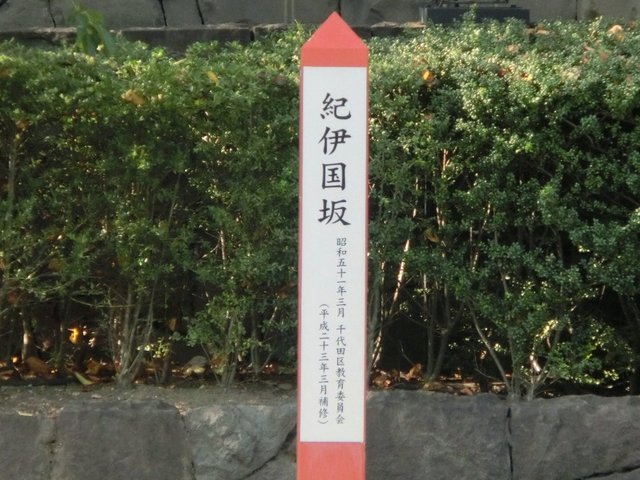 紀伊国坂
昭和五十一年三月 千代田区教育委員会
(平成二十三年三月補修)